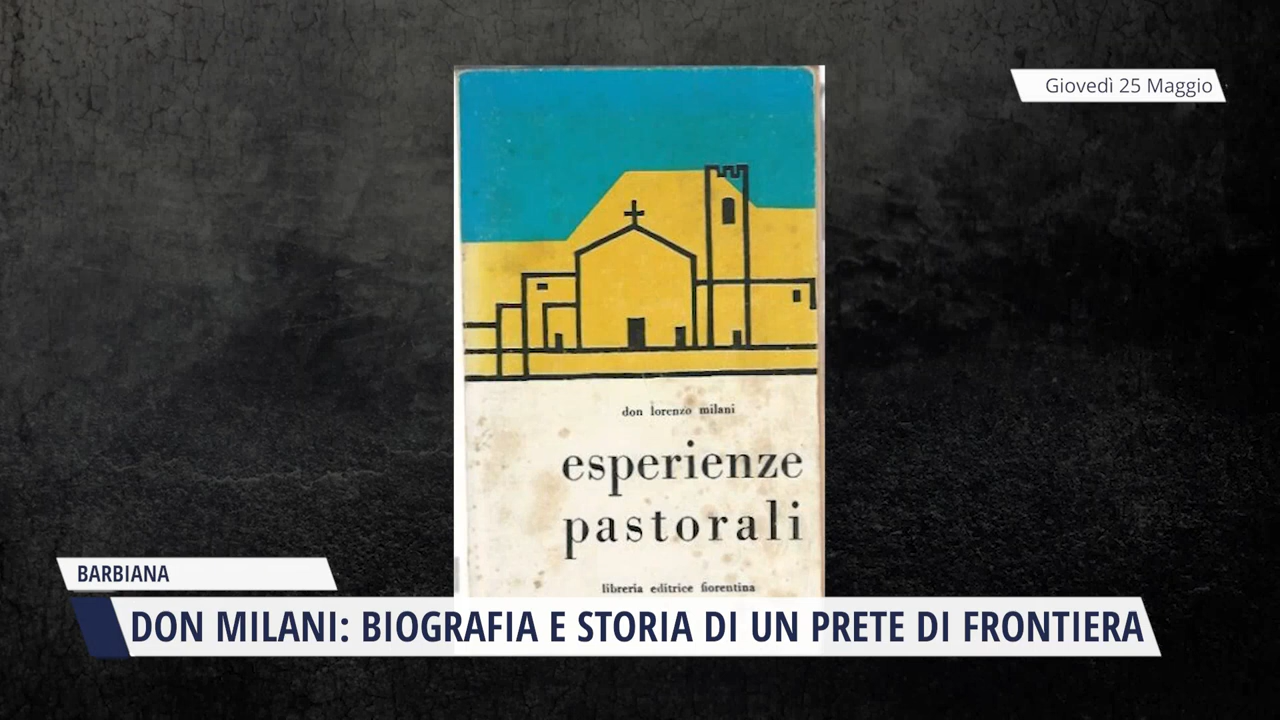 Giovedì 25 Maggio
don lorenzo milani
esperienze
pastorali
libreria editrice fiorentina
BARBIANA
DON MILANI: BIOGRAFIA E STORIA DI UN PRETE DI FRONTIERA